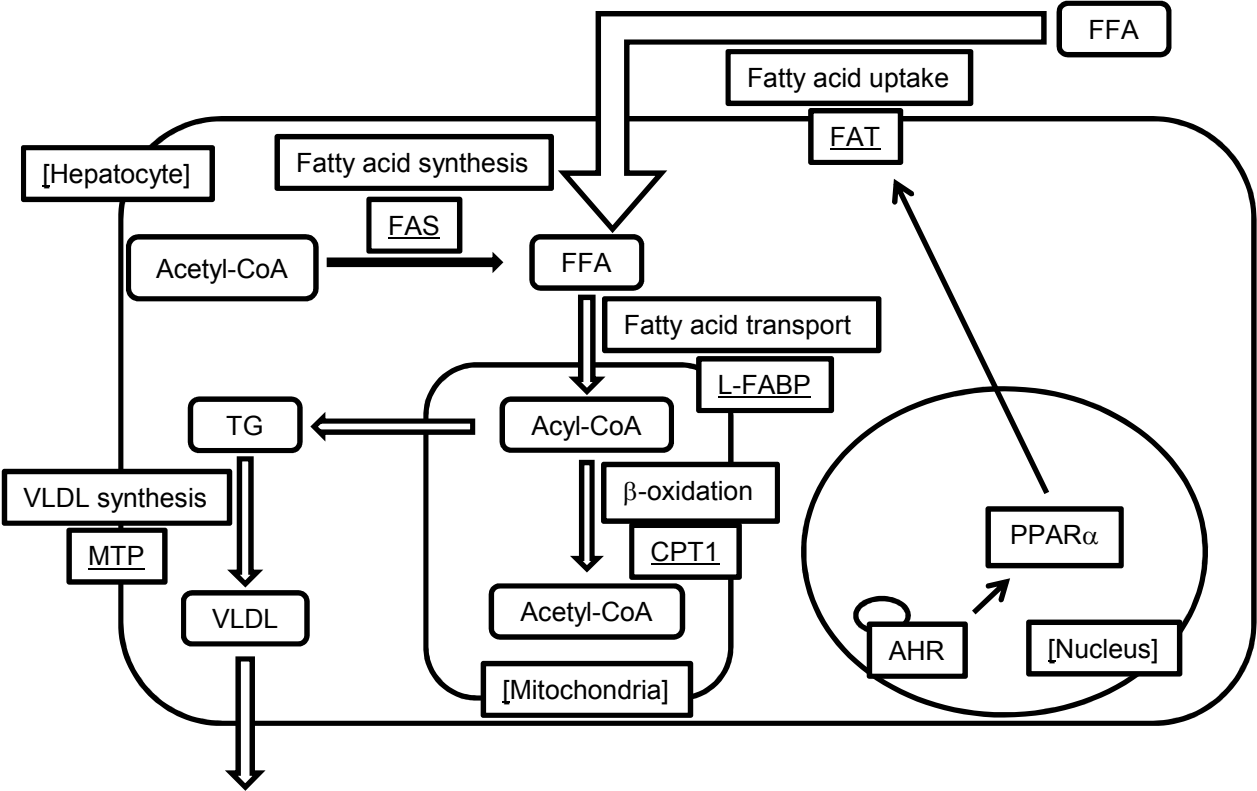 FFA
Fatty acid uptake
FAT
Fatty acid synthesis
[Hepatocyte]
FAS
Acetyl-CoA
FFA
Fatty acid transport
L-FABP
TG
Acyl-CoA
VLDL synthesis
β-oxidation
MTP
CPT1
PPARα
VLDL
Acetyl-CoA
AHR
[Nucleus]
[Mitochondria]